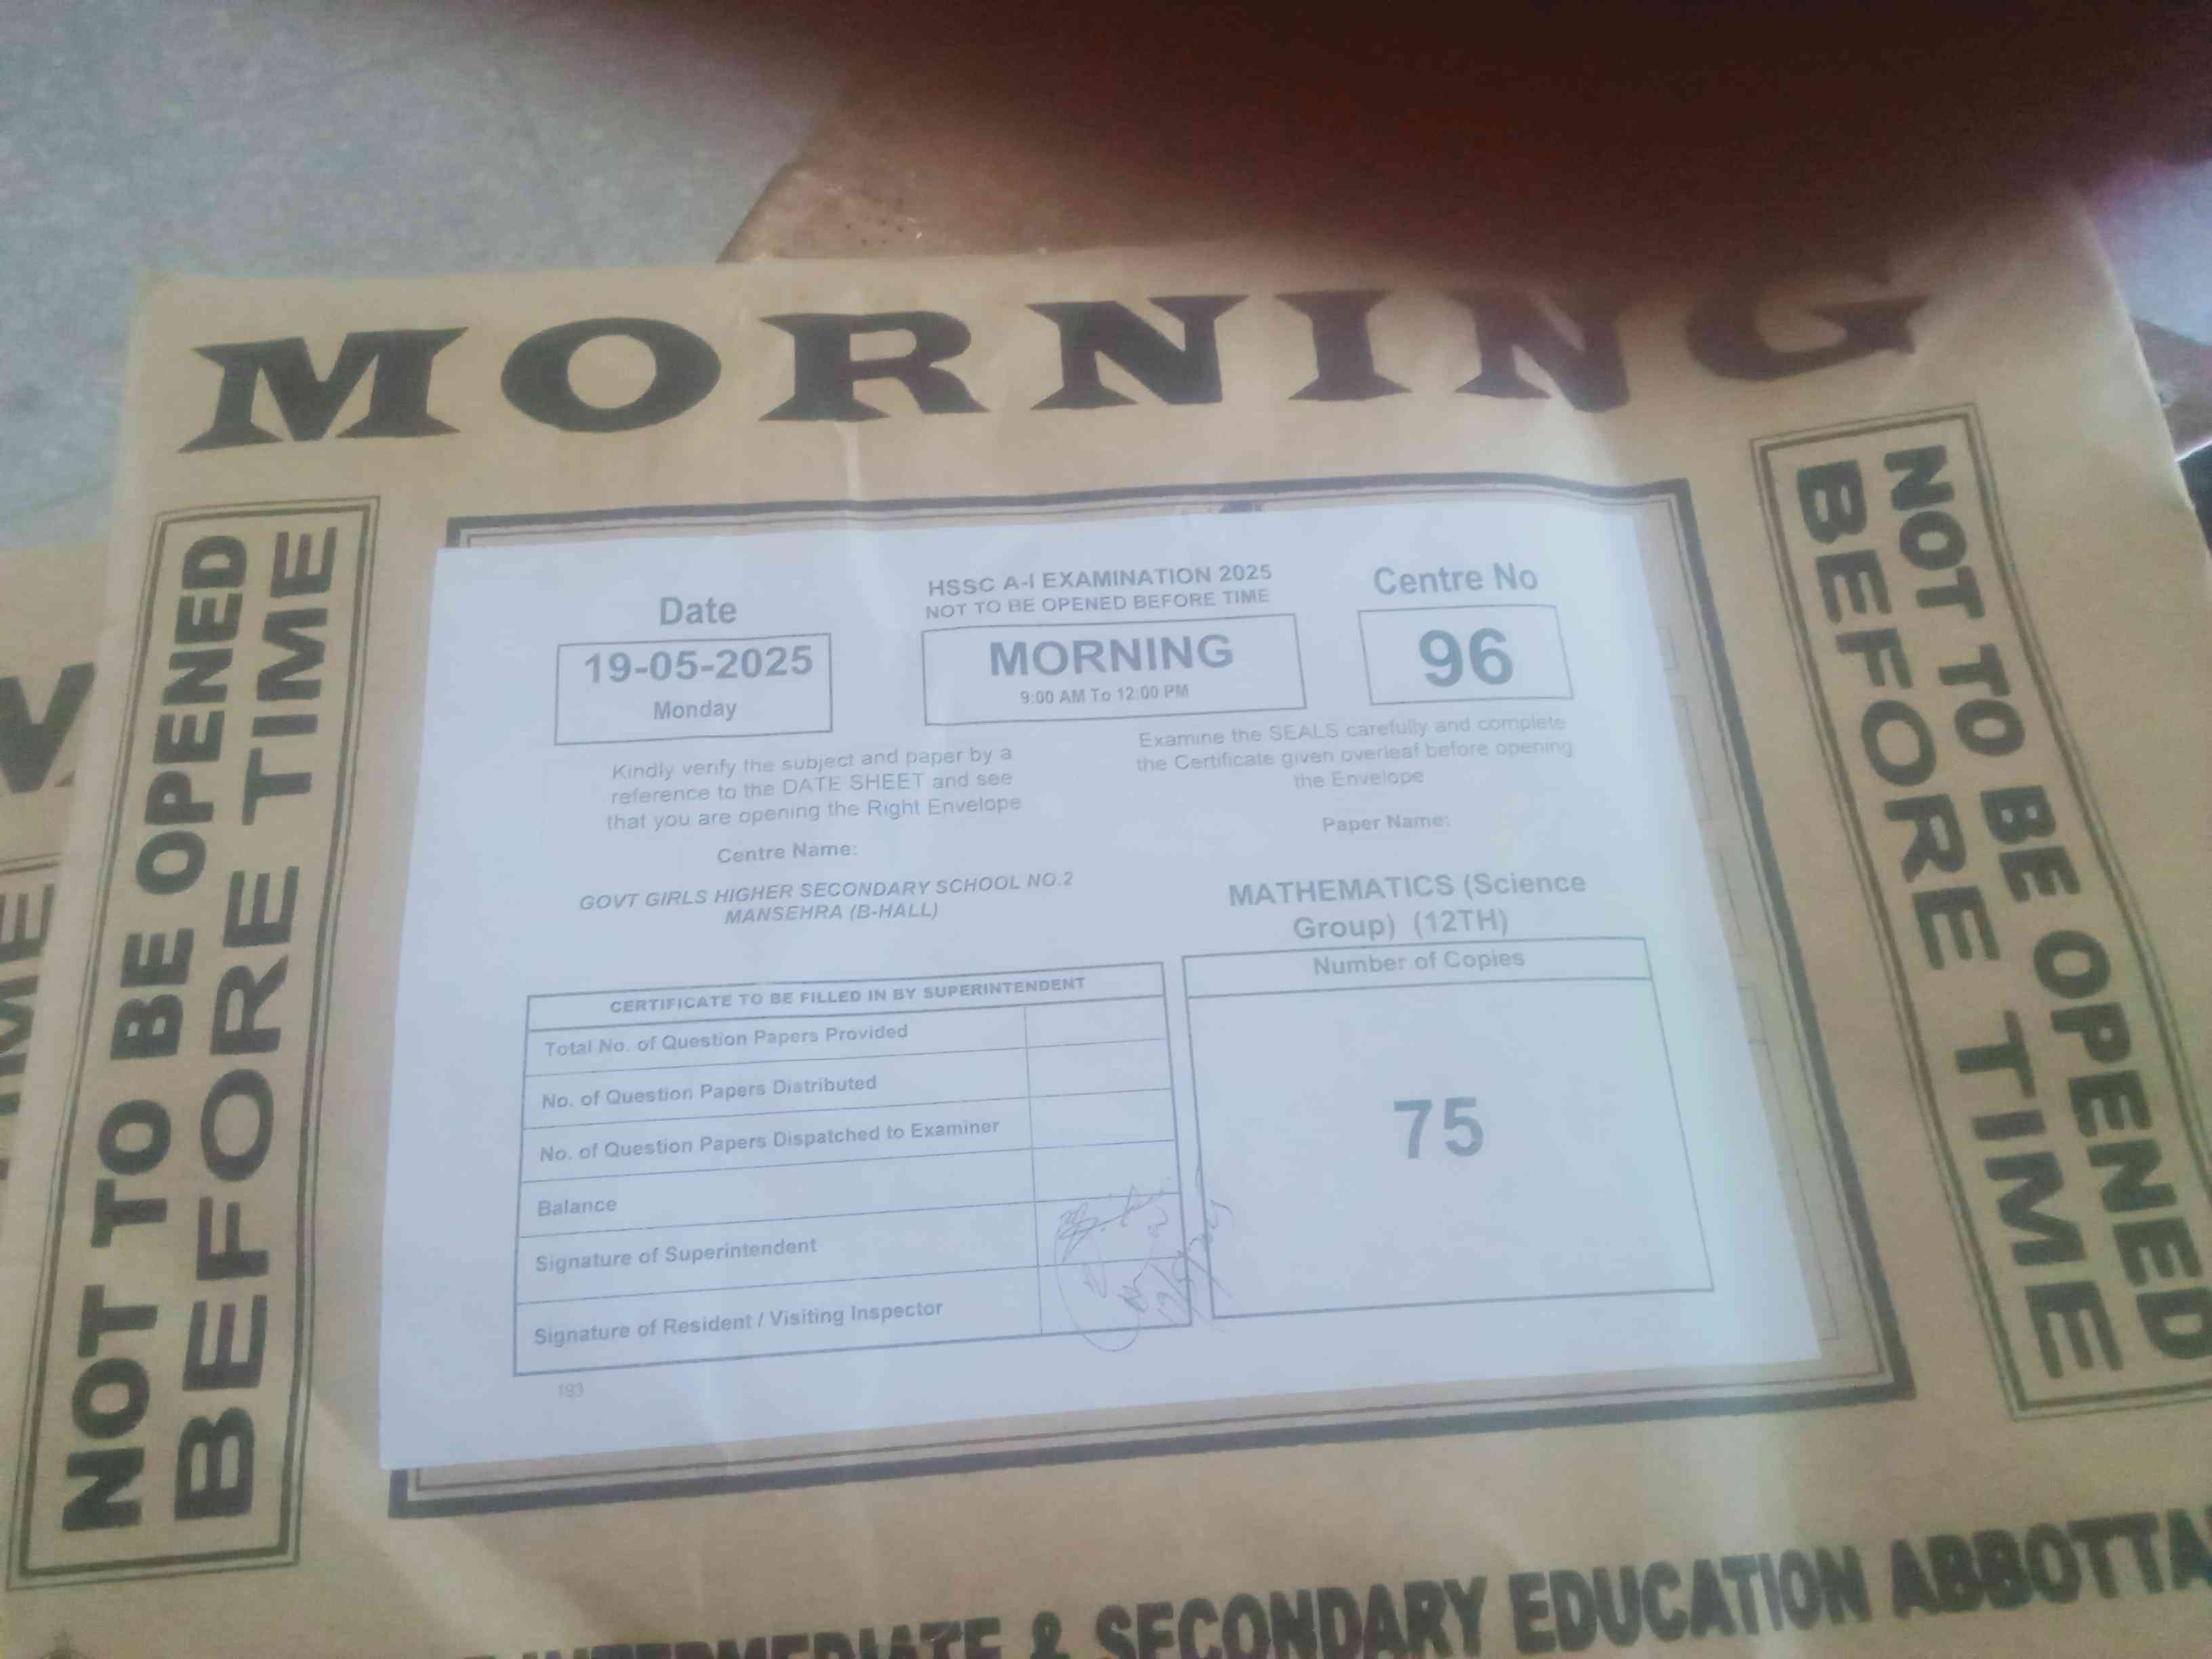 MORNING
NOT TO BE OPENED
BEFORE TIME
Date
19-05-2025
Monday
HSSC A-I EXAMINATION 2025
NOT TO BE OPENED BEFORE TIME
MORNING
9:00 AM To 12:00 PM
Centre No
96
Kindly verify the subject and paper by a
reference to the DATE SHEET and see
that you are opening the Right Envelope
Examine the SEALS carefully and complete
the Certificate given overleaf before opening
the Envelope
Centre Name:
GOVT GIRLS HIGHER SECONDARY SCHOOL NO.2
MANSEHRA (B-HALL)
Paper Name:
MATHEMATICS (Science
Group) (12TH)
CERTIFICATE TO BE FILLED IN BY SUPERINTENDENT
Total No. of Question Papers Provided
No. of Question Papers Distributed
No. of Question Papers Dispatched to Examiner
Balance
Signature of Superintendent
Signature of Resident / Visiting Inspector
Number of Copies
75
193
NOT TO BE OPENED
BEFORE TIME
INTERMEDIATE & SECONDARY EDUCATION ABBOTTA